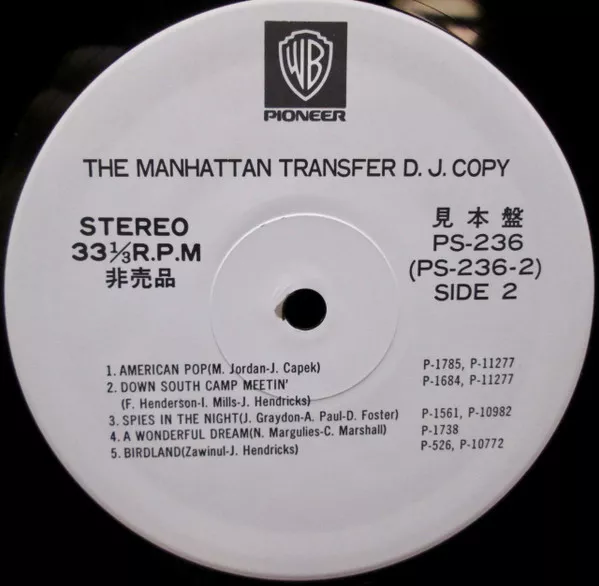 WB
PIONEER
THE MANHATTAN TRANSFER D. J. COPY
STEREO
33⅓R.P.M
非売品
見本盤
PS-236
(PS-236-2)
SIDE 2
1. AMERICAN POP(M. Jordan-J. Capek) P-1785, P-11277
2. DOWN SOUTH CAMP MEETIN' P-1684, P-11277
(F. Henderson-I. Mills-J. Hendricks)
3. SPIES IN THE NIGHT(J. Graydon-A. Paul-D. Foster) P-1561, P-10982
4. A WONDERFUL DREAM(N. Margulies-C. Marshall) P-1738
5. BIRDLAND(Zawinul-J. Hendricks) P-526, P-10772